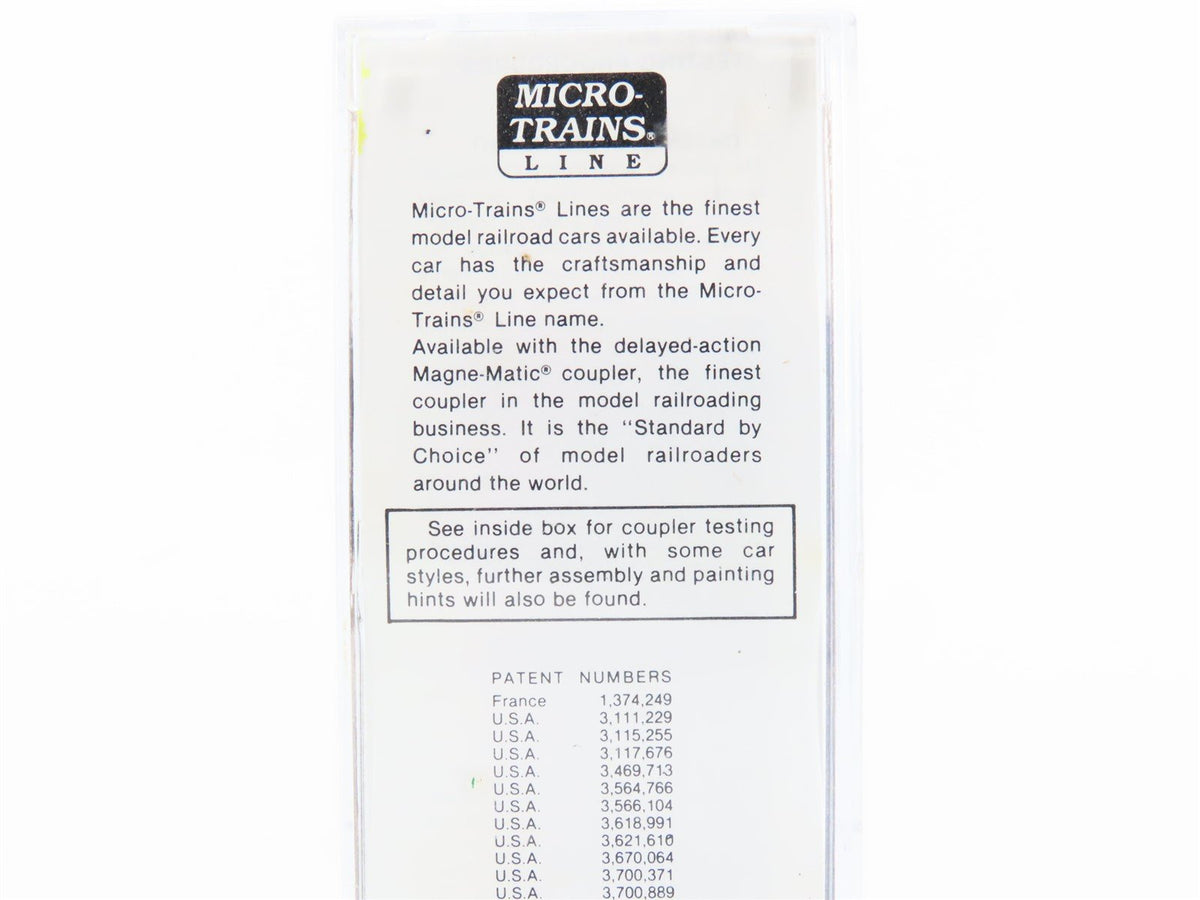 MICRO-
TRAINS®
LINE
Micro-Trains® Lines are the finest
model railroad cars available. Every
car has the craftsmanship and
detail you expect from the Micro-
Trains® Line name.
Available with the delayed-action
Magne-Matic® coupler, the finest
coupler in the model railroading
business. It is the “Standard by
Choice” of model railroaders
around the world.
See inside box for coupler testing
procedures and, with some car
styles, further assembly and painting
hints will also be found.
PATENT NUMBERS
France 1,374,249
U.S.A. 3,111,229
U.S.A. 3,115,255
U.S.A. 3,117,676
U.S.A. 3,469,713
U.S.A. 3,564,766
U.S.A. 3,566,104
U.S.A. 3,618,991
U.S.A. 3,621,610
U.S.A. 3,670,064
U.S.A. 3,700,371
U.S.A. 3,700,889